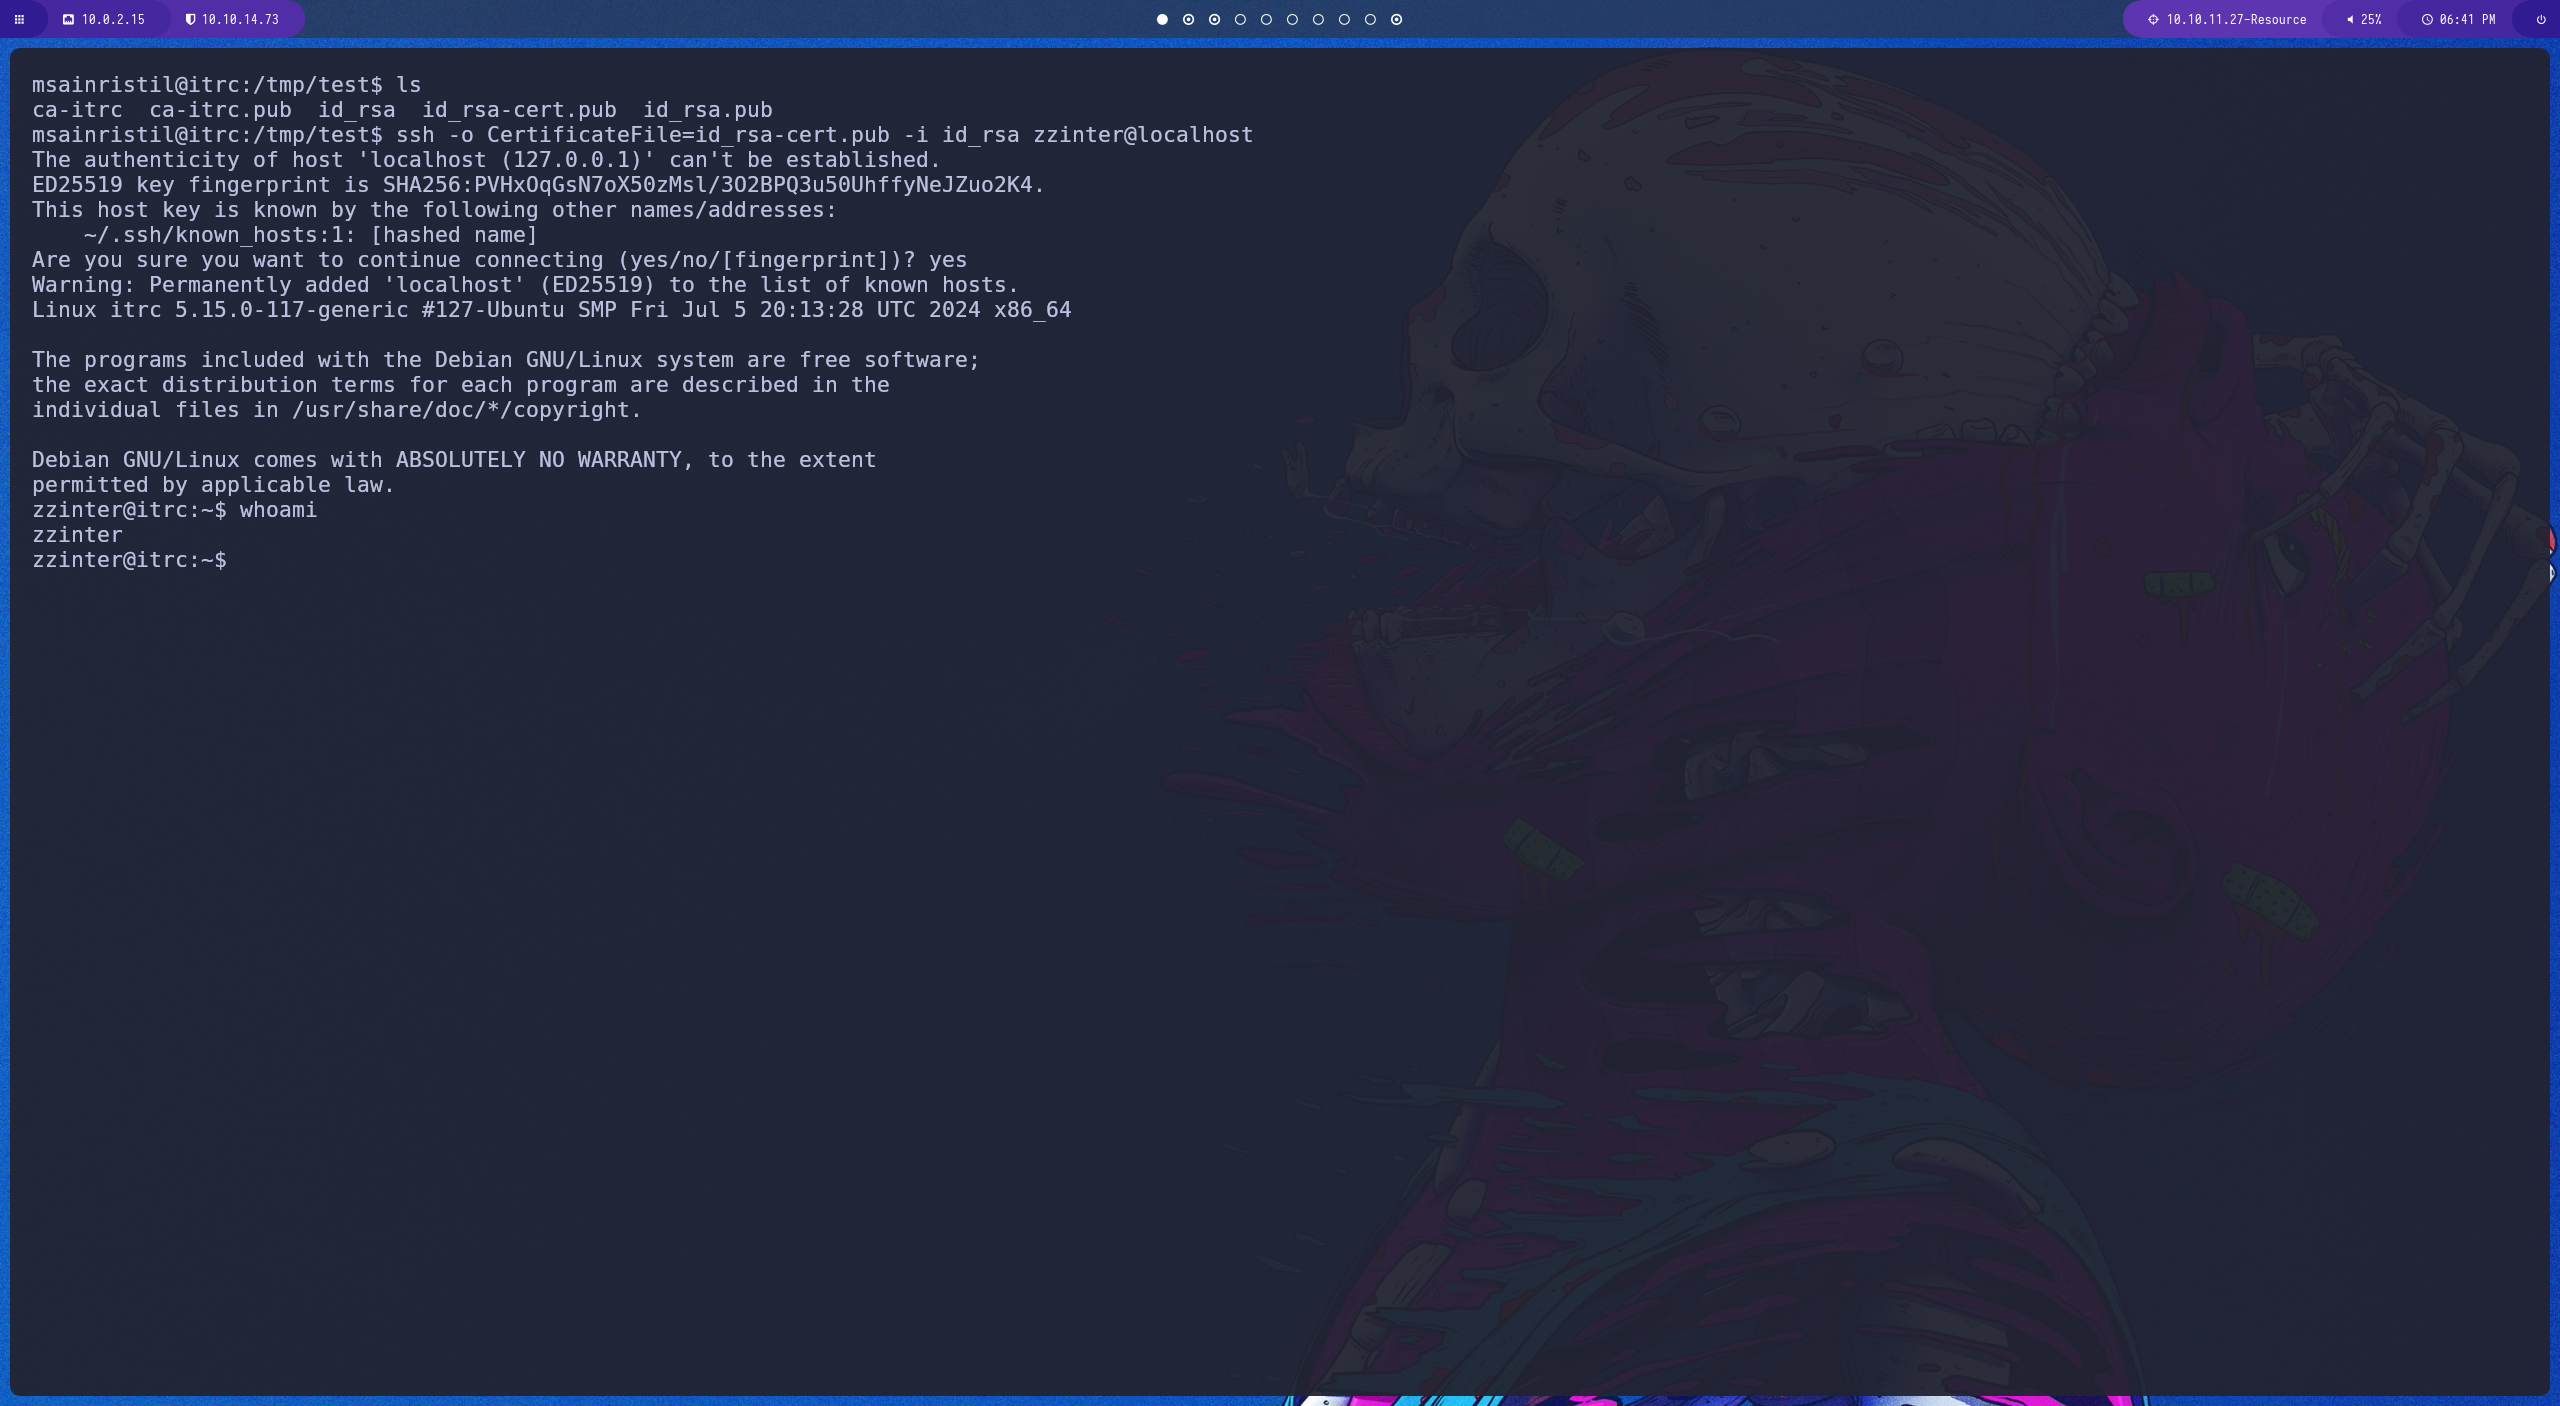 10.0.2.15 10.10.14.73 10.10.11.27-Resource 25% 06:41 PM
msainristil@itrc:/tmp/test$ ls
ca-itrc  ca-itrc.pub  id_rsa  id_rsa-cert.pub  id_rsa.pub
msainristil@itrc:/tmp/test$ ssh -o CertificateFile=id_rsa-cert.pub -i id_rsa zzinter@localhost
The authenticity of host 'localhost (127.0.0.1)' can't be established.
ED25519 key fingerprint is SHA256:PVHxOqGsN7oX50zMsl/3O2BPQ3u50UhffyNeJZuo2K4.
This host key is known by the following other names/addresses:
    ~/.ssh/known_hosts:1: [hashed name]
Are you sure you want to continue connecting (yes/no/[fingerprint])? yes
Warning: Permanently added 'localhost' (ED25519) to the list of known hosts.
Linux itrc 5.15.0-117-generic #127-Ubuntu SMP Fri Jul 5 20:13:28 UTC 2024 x86_64

The programs included with the Debian GNU/Linux system are free software;
the exact distribution terms for each program are described in the
individual files in /usr/share/doc/*/copyright.

Debian GNU/Linux comes with ABSOLUTELY NO WARRANTY, to the extent
permitted by applicable law.
zzinter@itrc:~$ whoami
zzinter
zzinter@itrc:~$